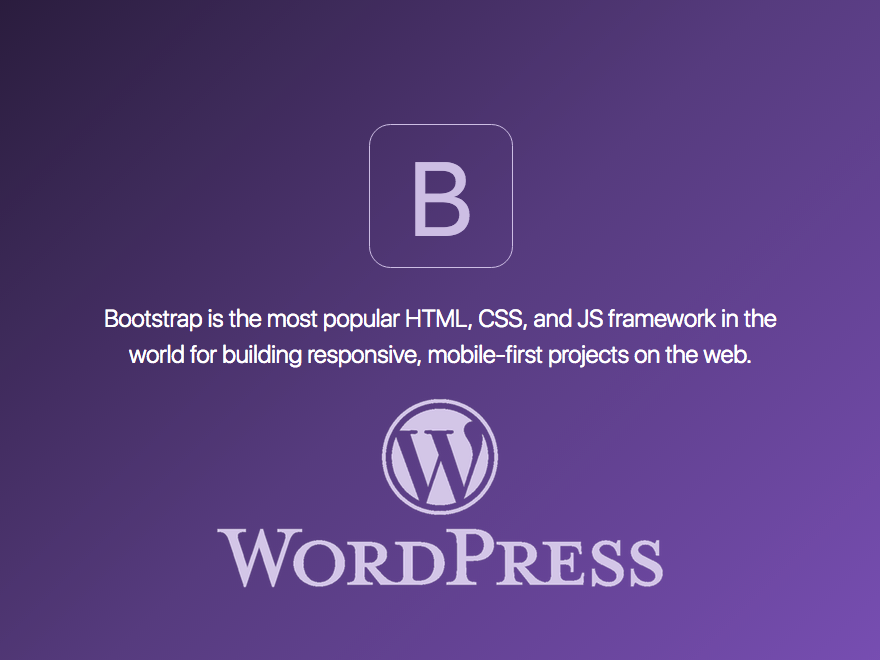 B
Bootstrap is the most popular HTML, CSS, and JS framework in the
world for building responsive, mobile-first projects on the web.
W
WORDPRESS